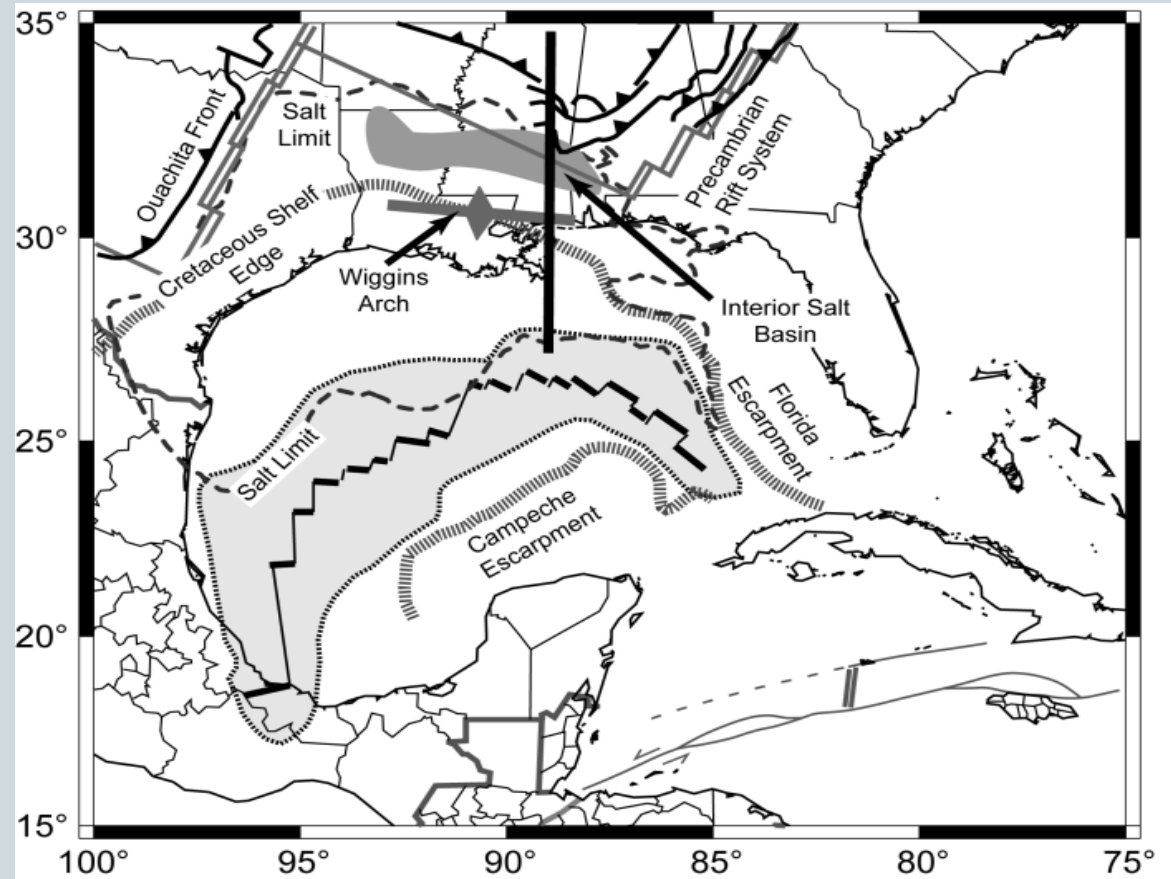 35°
Salt
Limit
Ouachita Front
Precambrian
Rift System
30°
Cretaceous Shelf
Edge
Wiggins
Arch
Interior Salt
Basin
Florida
Escarpment
25°
Salt Limit
Campeche
Escarpment
20°
15°
100°
95°
90°
85°
80°
75°